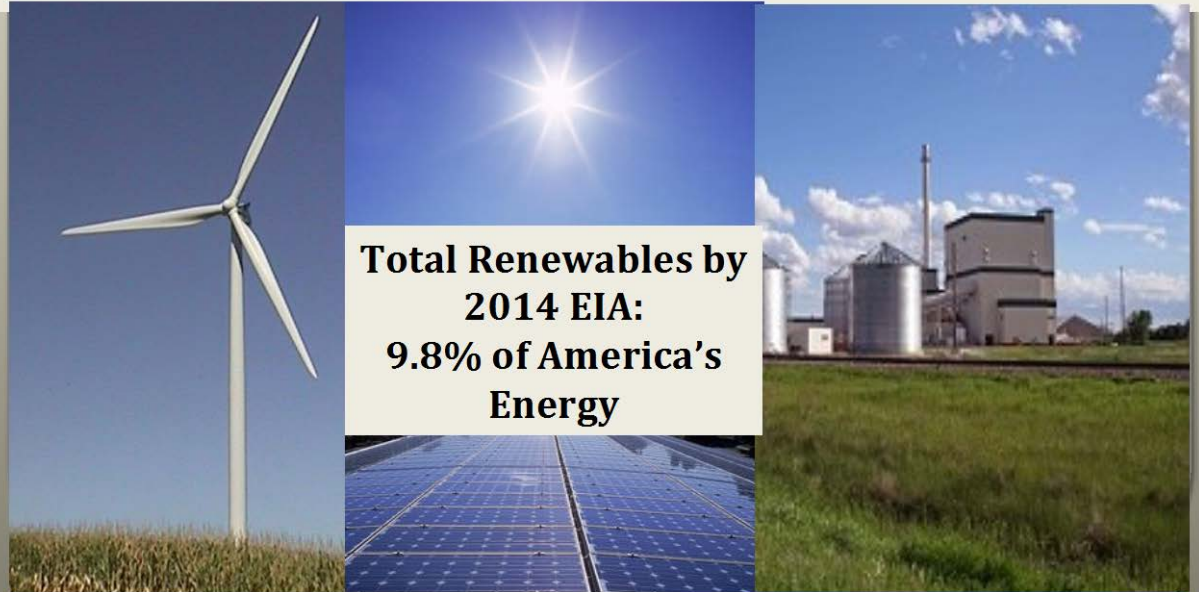 Total Renewables by
2014 EIA:
9.8% of America’s
Energy